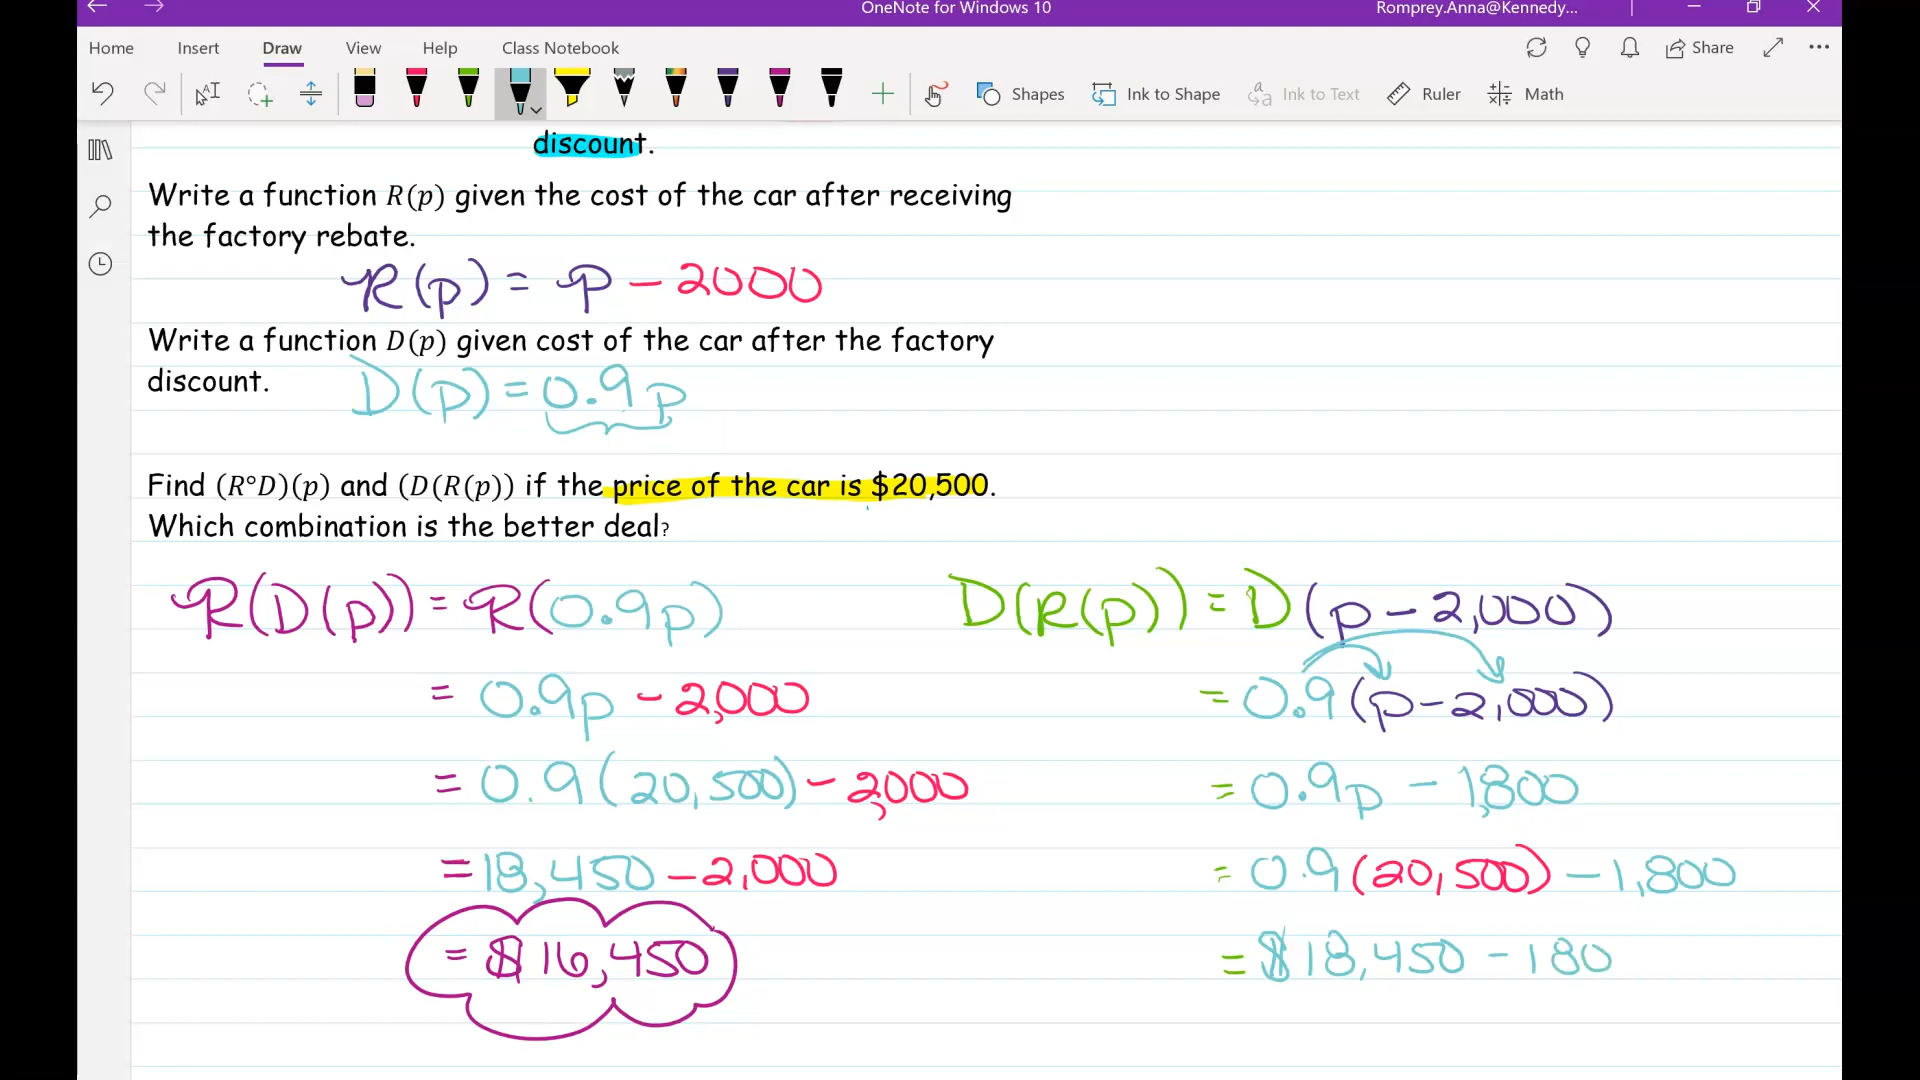 OneNote for Windows 10
Romprey.Anna@Kennedy...
Home Insert Draw View Help Class Notebook
Share
Shapes Ink to Shape Ink to Text Ruler Math
discount.
Write a function R(p) given the cost of the car after receiving
the factory rebate.
R(p) = p - 2000
Write a function D(p) given cost of the car after the factory
discount.
D(p) = 0.9p
Find (R°D)(p) and (D(R(p)) if the price of the car is $20,500.
Which combination is the better deal?
R(D(p)) = R(0.9p)
= 0.9p - 2,000
= 0.9(20,500) - 2,000
= 18,450 - 2,000
= $16,450
D(R(p)) = D(p - 2,000)
= 0.9(p - 2,000)
= 0.9p - 1,800
= 0.9(20,500) - 1,800
= $18,450 - 180